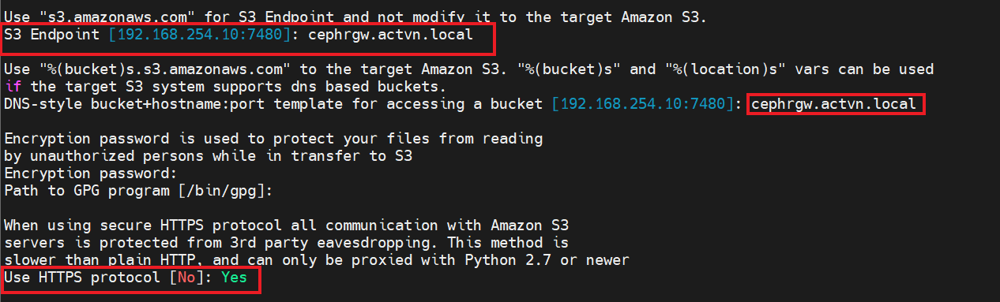 Use "s3.amazonaws.com" for S3 Endpoint and not modify it to the target Amazon S3.
S3 Endpoint [192.168.254.10:7480]: cephrgw.actvn.local
Use "%(bucket)s.s3.amazonaws.com" to the target Amazon S3. "%(bucket)s" and "%(location)s" vars can be used
if the target S3 system supports dns based buckets.
DNS-style bucket+hostname:port template for accessing a bucket [192.168.254.10:7480]: cephrgw.actvn.local
Encryption password is used to protect your files from reading
by unauthorized persons while in transfer to S3
Encryption password:
Path to GPG program [/bin/gpg]:
When using secure HTTPS protocol all communication with Amazon S3
servers is protected from 3rd party eavesdropping. This method is
slower than plain HTTP, and can only be proxied with Python 2.7 or newer
Use HTTPS protocol [No]: Yes